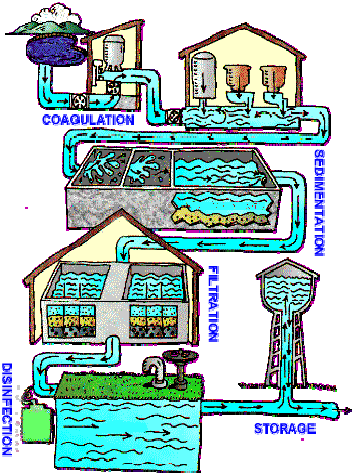 COAGULATION
SEDIMENTATION
FILTRATION
DISINFECTION
STORAGE